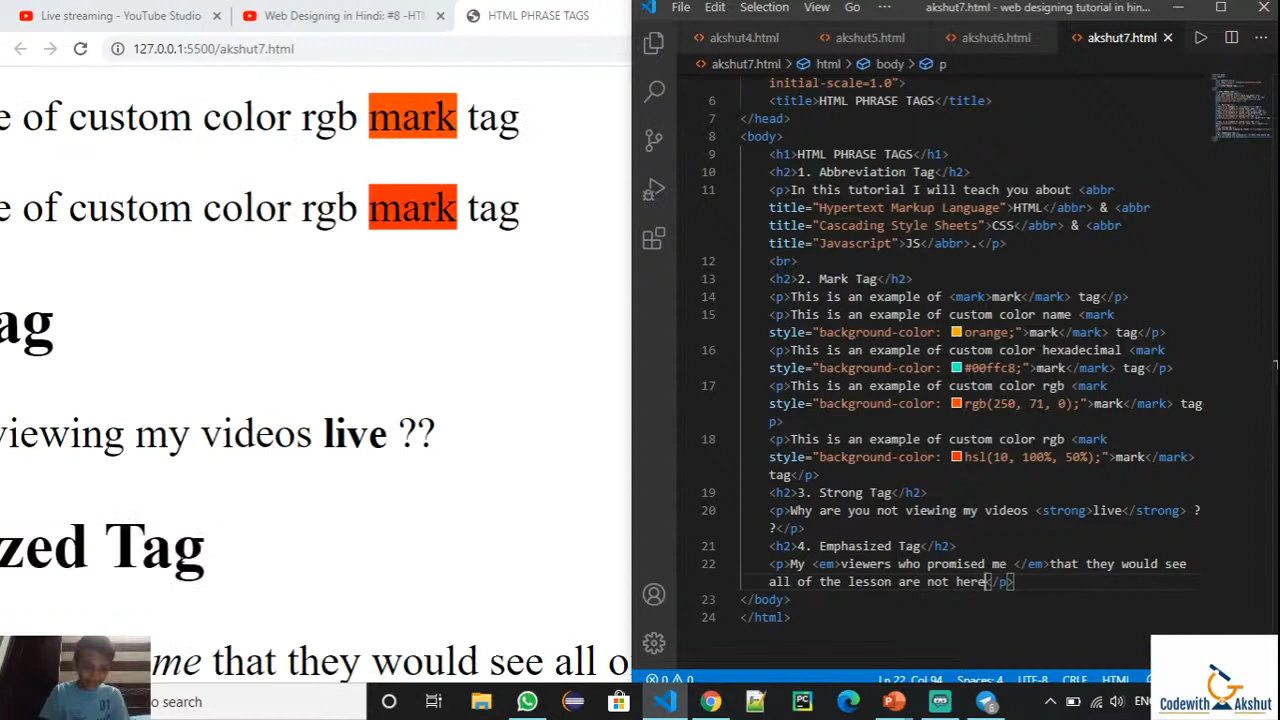 Live streaming - YouTube Studio
Web Designing in Hindi: #8 -HT
HTML PHRASE TAGS
127.0.0.1:5500/akshut7.html
e of custom color rgb mark tag
e of custom color rgb mark tag
ag
viewing my videos live ??
zed Tag
me that they would see all o
File Edit Selection View Go ··· akshut7.html - web designing tutorial in hin...
akshut4.html akshut5.html akshut6.html akshut7.html
akshut7.html > html > body > p
initial-scale=1.0">
6 <title>HTML PHRASE TAGS</title>
7 </head>
8 <body>
9 <h1>HTML PHRASE TAGS</h1>
10 <h2>1. Abbreviation Tag</h2>
11 <p>In this tutorial I will teach you about <abbr
title="Hypertext Markup Language">HTML</abbr> & <abbr
title="Cascading Style Sheets">CSS</abbr> & <abbr
title="Javascript">JS</abbr>.</p>
12 <br>
13 <h2>2. Mark Tag</h2>
14 <p>This is an example of <mark>mark</mark> tag</p>
15 <p>This is an example of custom color name <mark
style="background-color: orange;">mark</mark> tag</p>
16 <p>This is an example of custom color hexadecimal <mark
style="background-color: #00ffc8;">mark</mark> tag</p>
17 <p>This is an example of custom color rgb <mark
style="background-color: rgb(250, 71, 0);">mark</mark> tag
p>
18 <p>This is an example of custom color rgb <mark
style="background-color: hsl(10, 100%, 50%);">mark</mark>
tag</p>
19 <h2>3. Strong Tag</h2>
20 <p>Why are you not viewing my videos <strong>live</strong> ?
?</p>
21 <h2>4. Emphasized Tag</h2>
22 <p>My <em>viewers who promised me </em>that they would see
all of the lesson are not here</p>
23 </body>
24 </html>
0 0 Ln 22, Col 94 Spaces: 4 UTF-8 CRLF HTML
o search
ENG
Codewith Akshut